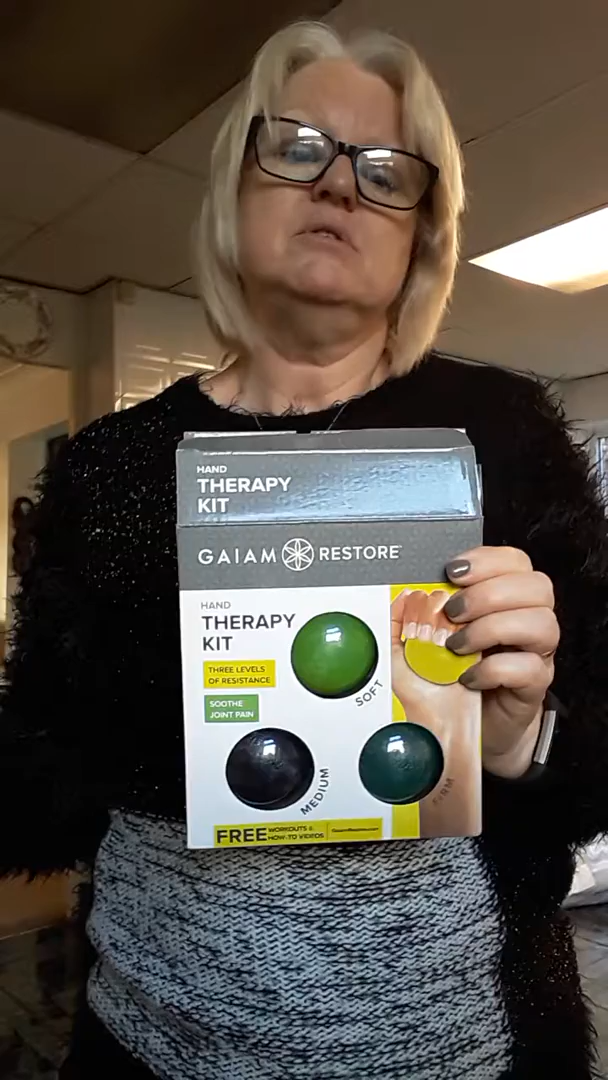 HAND
THERAPY
KIT
GAIAM RESTORE
HAND
THERAPY
KIT
THREE LEVELS
OF RESISTANCE
SOOTHE
JOINT PAIN
SOFT
MEDIUM
FIRM
FREE WORKOUTS &
HOW-TO VIDEOS